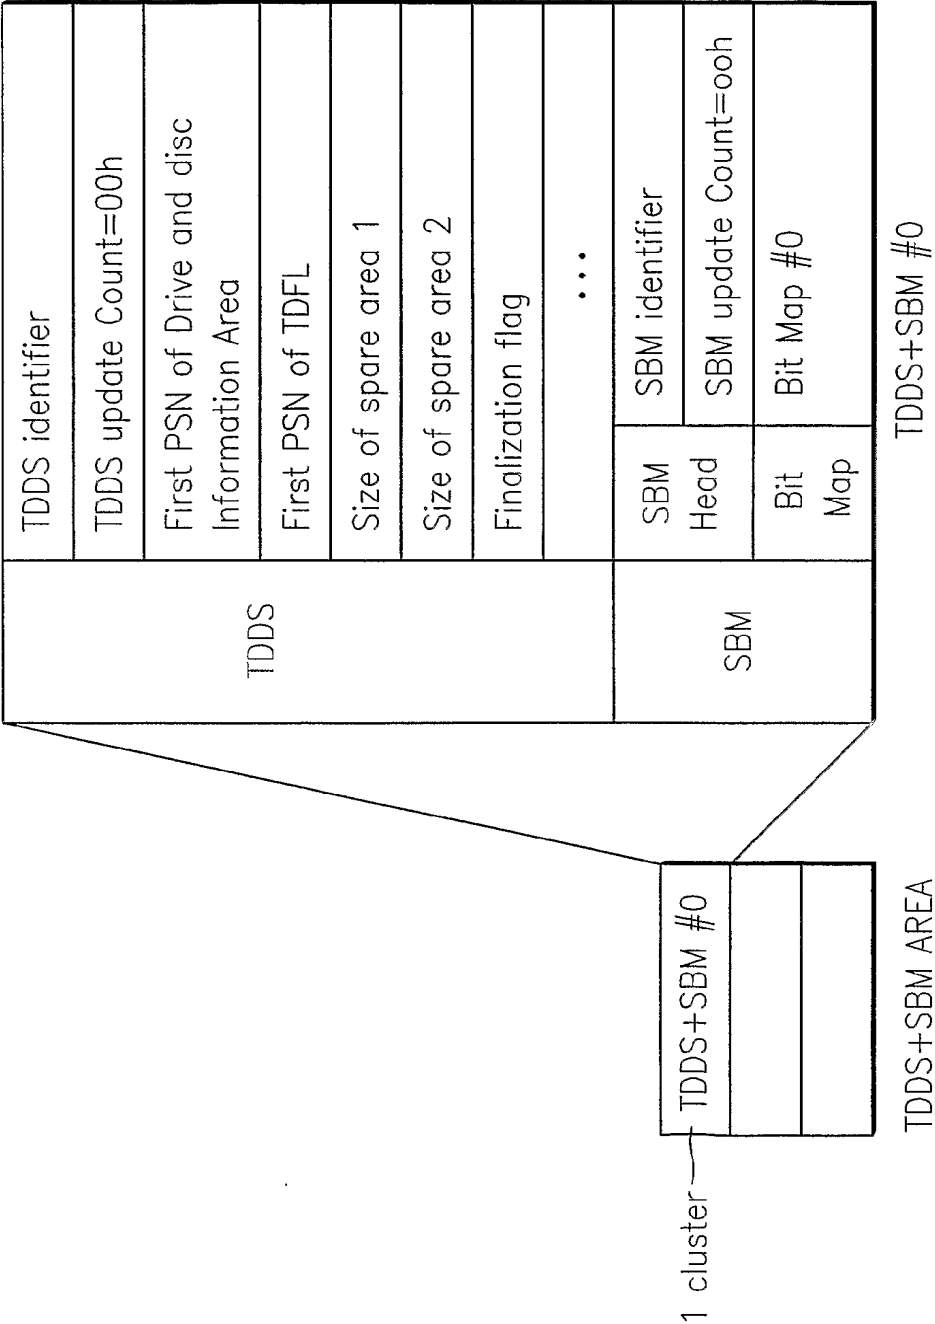 1 cluster
TDDS+SBM #0
TDDS+SBM AREA
TDDS
TDDS identifier
TDDS update Count=00h
First PSN of Drive and disc
Information Area
First PSN of TDFL
Size of spare area 1
Size of spare area 2
Finalization flag
...
SBM
SBM
Head
SBM identifier
SBM update Count=ooh
Bit
Map
Bit Map #0
TDDS+SBM #0